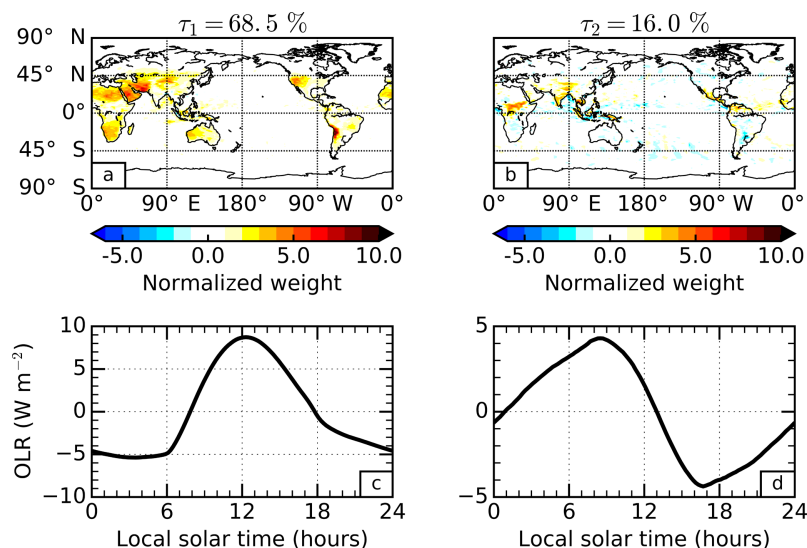 τ₁ = 68.5 %
τ₂ = 16.0 %
90° N
45° N
0°
45° S
90° S
a
b
0° 90° E 180° 90° W 0°
0° 90° E 180° 90° W 0°
-5.0 0.0 5.0 10.0
-5.0 0.0 5.0 10.0
Normalized weight
Normalized weight
OLR (W m⁻²)
10
5
0
−5
−10
c
0 6 12 18 24
Local solar time (hours)
5
0
−5
d
0 6 12 18 24
Local solar time (hours)